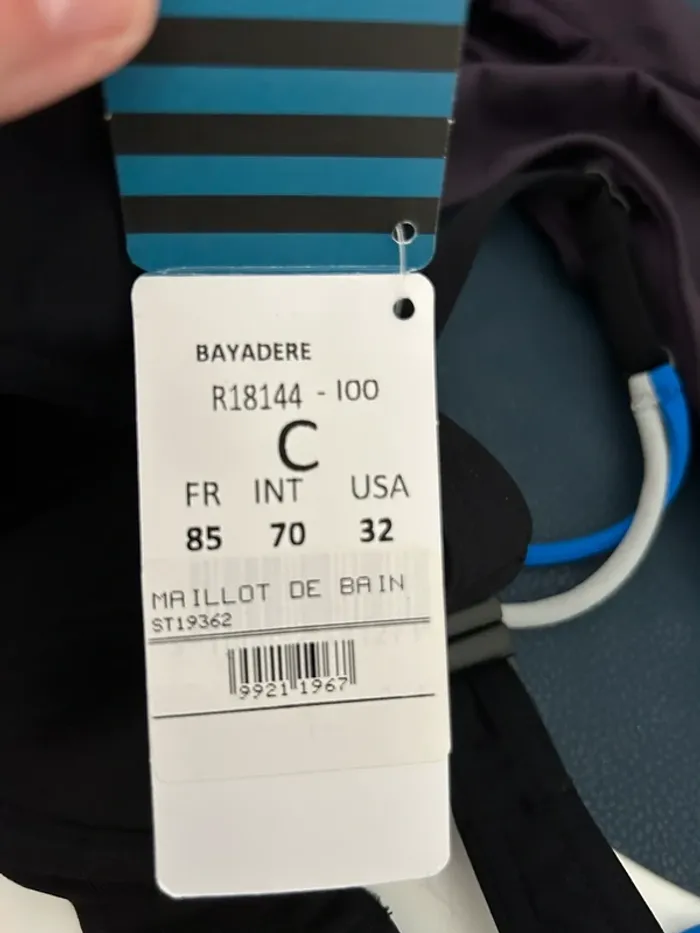 BAYADERE
R18144 - 100
C
FR INT USA
85 70 32
MAILLOT DE BAIN
ST19362
9921 1967